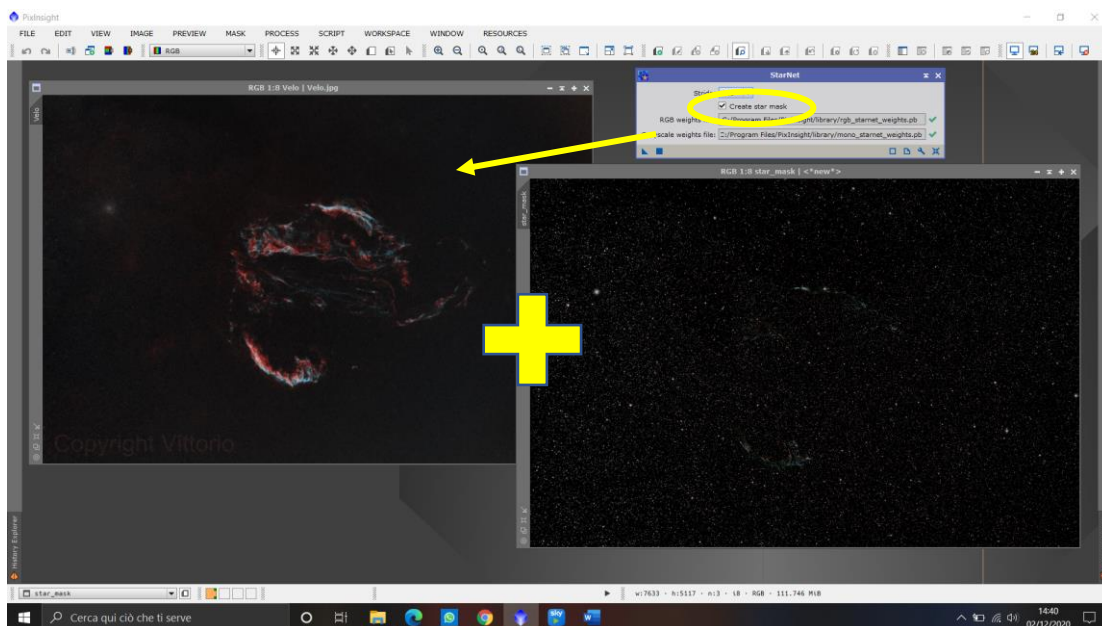 PixInsight
FILE EDIT VIEW IMAGE PREVIEW MASK PROCESS SCRIPT WORKSPACE WINDOW RESOURCES
RGB
RGB 1:8 Velo | Velo.jpg
Velo
StarNet
Create star mask
RGB weights
C:/Program Files/PixInsight/library/rgb_starnet_weights.pb
weights file: C:/Program Files/PixInsight/library/mono_starnet_weights.pb
RGB 1:8 star_mask | <*new*>
star_mask
Copyright Vittorio
History Explorer
star_mask
w:7633 · h:5117 · n:3 · i8 · RGB · 111.746 MiB
Cerca qui ciò che ti serve
sky
14:40
02/12/2020